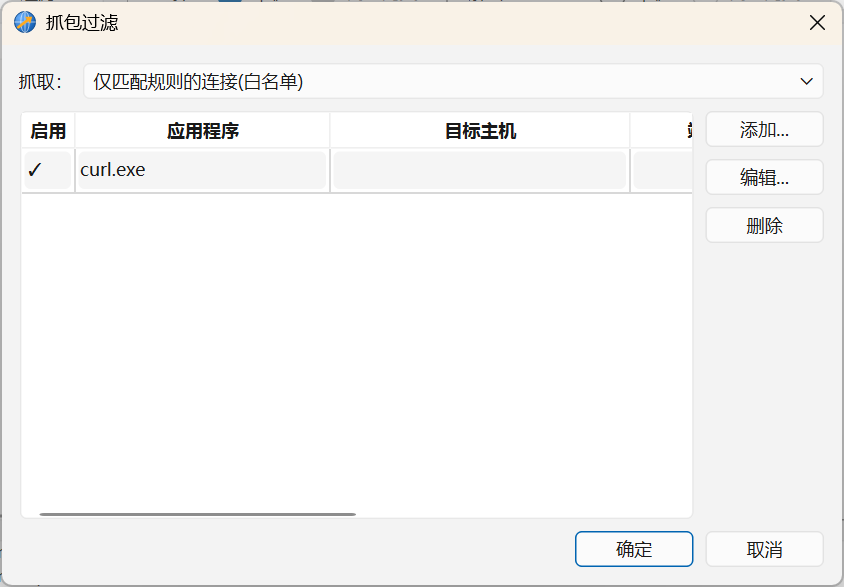 抓包过滤
抓取：
仅匹配规则的连接(白名单)
启用 应用程序 目标主机
✓ curl.exe
添加...
编辑...
删除
确定 取消